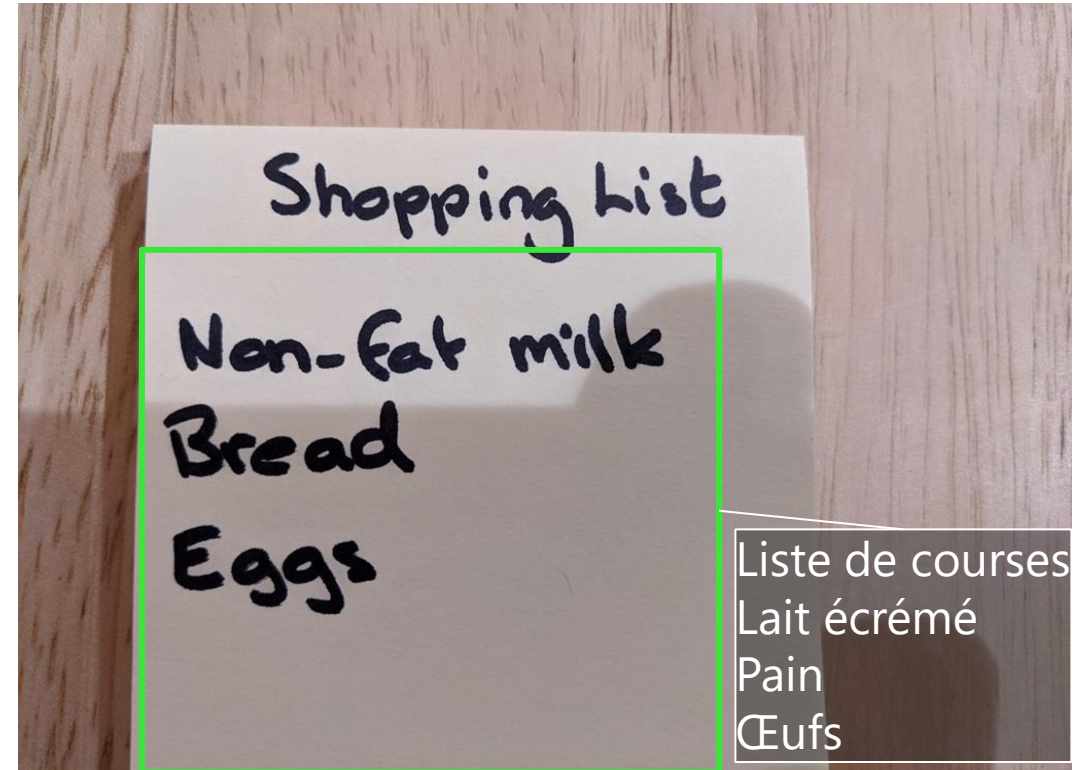 Shopping List
Non-fat milk
Bread
Eggs
Liste de courses
Lait écrémé
Pain
Œufs